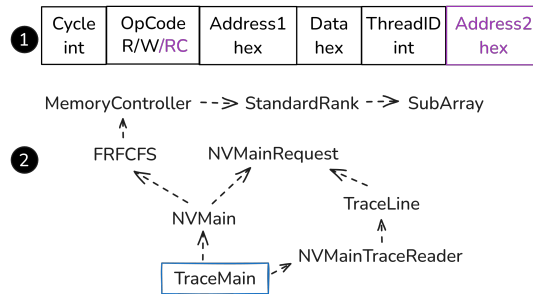 1
Cycle int
OpCode R/W/RC
Address1 hex
Data hex
ThreadID int
Address2 hex
MemoryController
StandardRank
SubArray
2
FRFCFS
NVMainRequest
TraceLine
NVMain
NVMainTraceReader
TraceMain